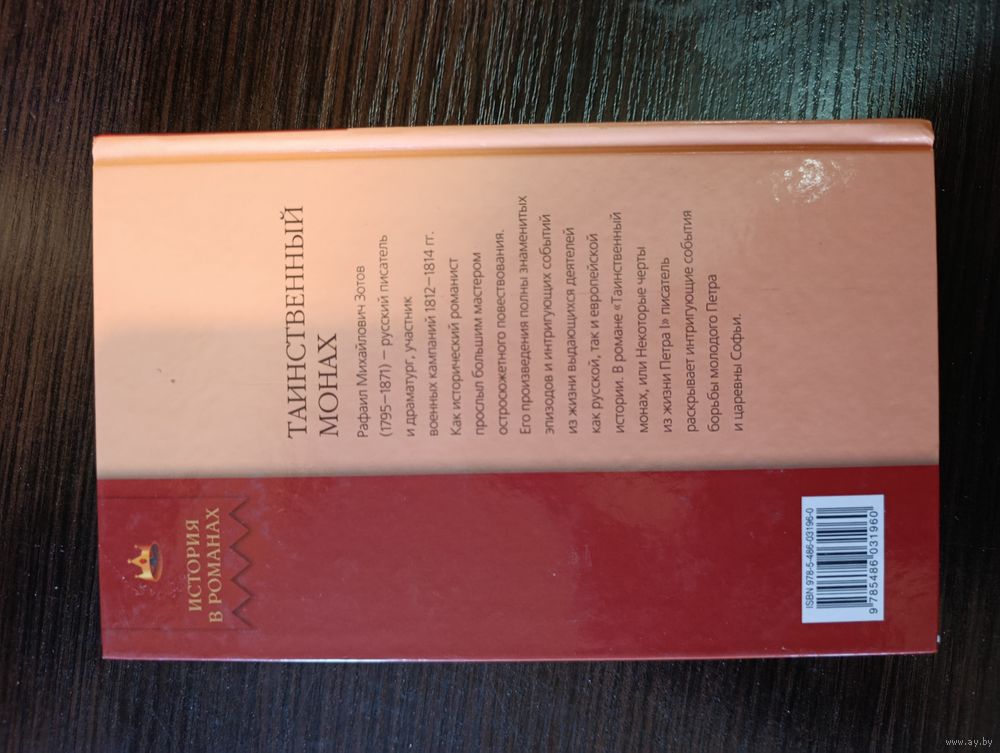 ИСТОРИЯ
В РОМАНАХ
ТАИНСТВЕННЫЙ
МОНАХ
Рафаил Михайлович Зотов
(1795–1871) — русский писатель
и драматург, участник
военных кампаний 1812–1814 гг.
Как исторический романист
прослыл большим мастером
остросюжетного повествования.
Его произведения полны знаменитых
эпизодов и интригующих событий
из жизни выдающихся деятелей
как русской, так и европейской
истории. В романе «Таинственный
монах, или Некоторые черты
из жизни Петра I» писатель
раскрывает интригующие события
борьбы молодого Петра
и царевны Софьи.
ISBN 978-5-486-03196-0
9 785486 031960
www.ay.by